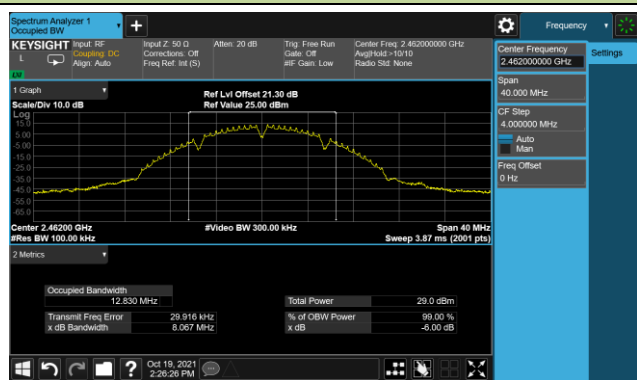 Spectrum Analyzer 1
Occupied BW
+
Frequency
KEYSIGHT
L
Input: RF
Coupling: DC
Align: Auto
Input Z: 50 Ω
Corrections: Off
Freq Ref: Int (S)
Atten: 20 dB
Trig: Free Run
Gate: Off
#IF Gain: Low
Center Freq: 2.462000000 GHz
Avg|Hold:>10/10
Radio Std: None
Center Frequency
2.462000000 GHz
Settings
Span
40.000 MHz
CF Step
4.000000 MHz
Auto
Man
Freq Offset
0 Hz
1 Graph
Scale/Div 10.0 dB
Ref Lvl Offset 21.30 dB
Ref Value 25.00 dBm
Log
15.0
5.00
-5.00
-15.0
-25.0
-35.0
-45.0
-55.0
-65.0
Center 2.46200 GHz
#Res BW 100.00 kHz
#Video BW 300.00 kHz
Span 40 MHz
Sweep 3.87 ms (2001 pts)
2 Metrics
Occupied Bandwidth
12.830 MHz
Total Power 29.0 dBm
Transmit Freq Error 29.916 kHz
% of OBW Power 99.00 %
x dB Bandwidth 8.067 MHz
x dB -6.00 dB
?
Oct 19, 2021
2:26:26 PM